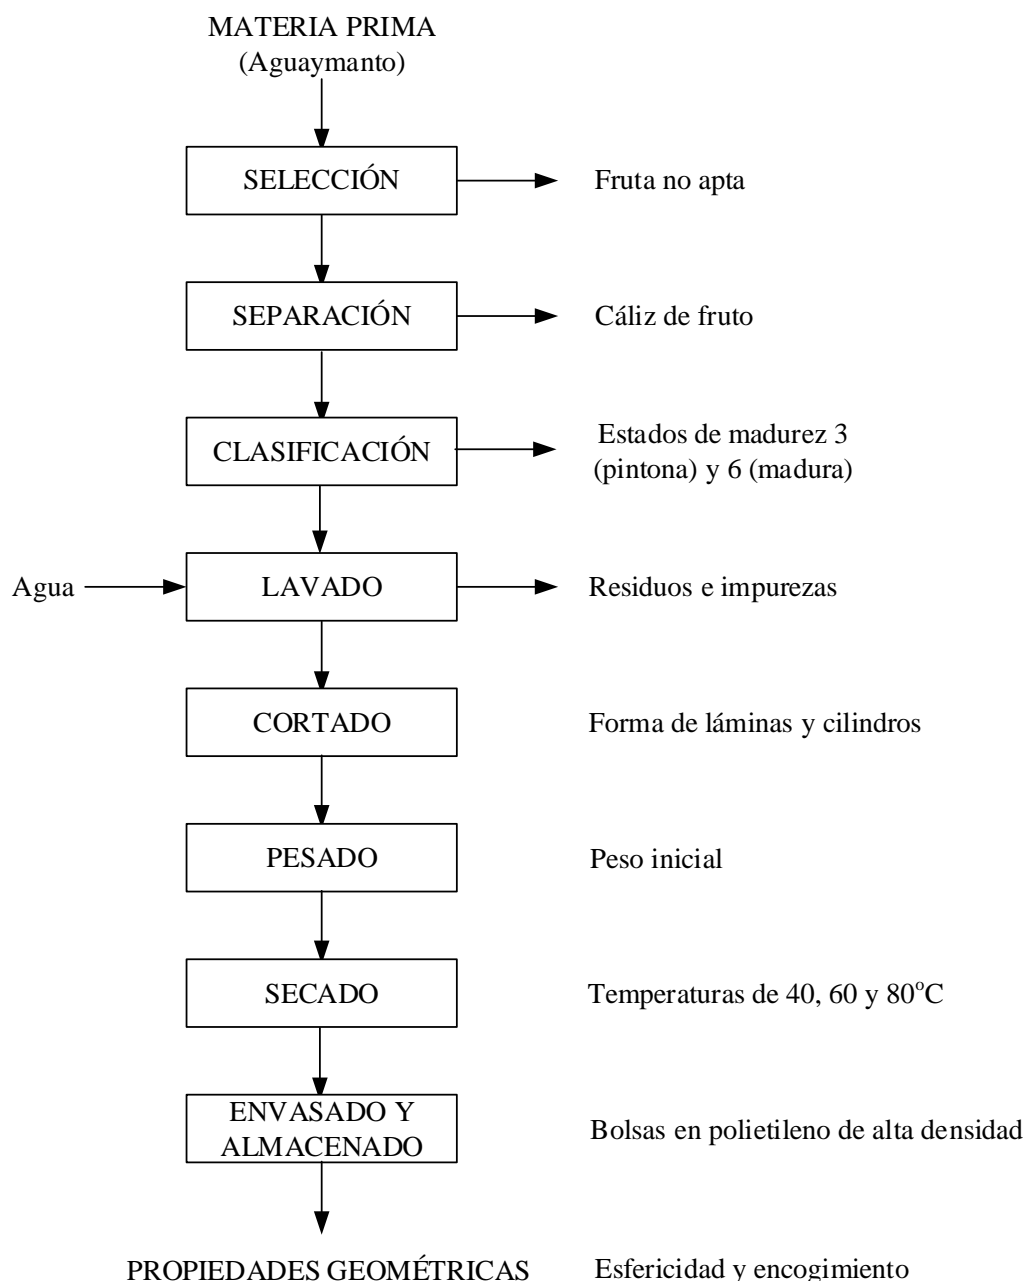 MATERIA PRIMA
(Aguaymanto)
SELECCIÓN
Fruta no apta
SEPARACIÓN
Cáliz de fruto
CLASIFICACIÓN
Estados de madurez 3
(pintona) y 6 (madura)
Agua
LAVADO
Residuos e impurezas
CORTADO
Forma de láminas y cilindros
PESADO
Peso inicial
SECADO
Temperaturas de 40, 60 y 80°C
ENVASADO Y
ALMACENADO
Bolsas en polietileno de alta densidad
PROPIEDADES GEOMÉTRICAS
Esfericidad y encogimiento